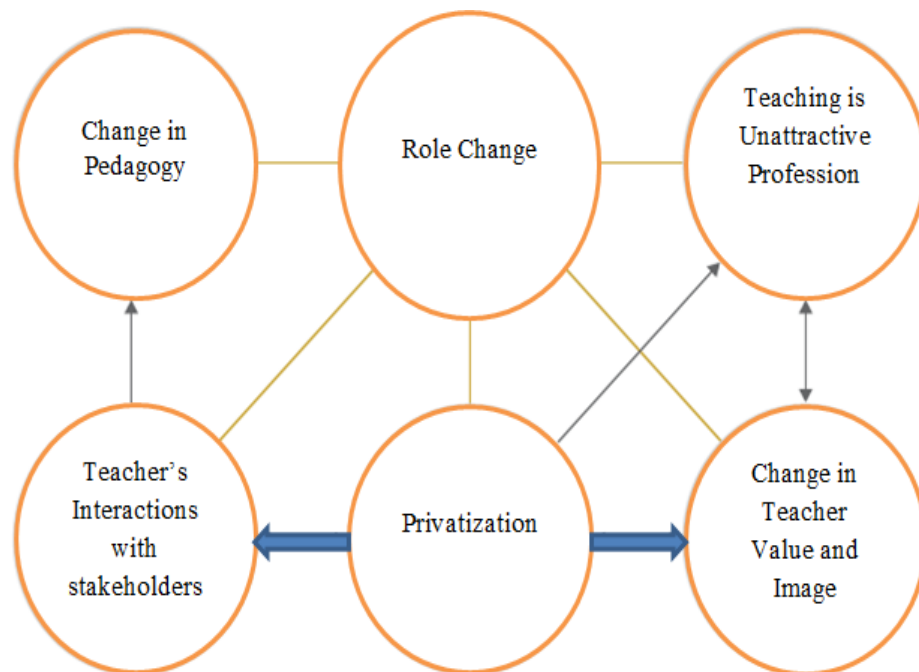 Change in
Pedagogy
Role Change
Teaching is
Unattractive
Profession
Teacher’s
Interactions
with
stakeholders
Privatization
Change in
Teacher
Value and
Image